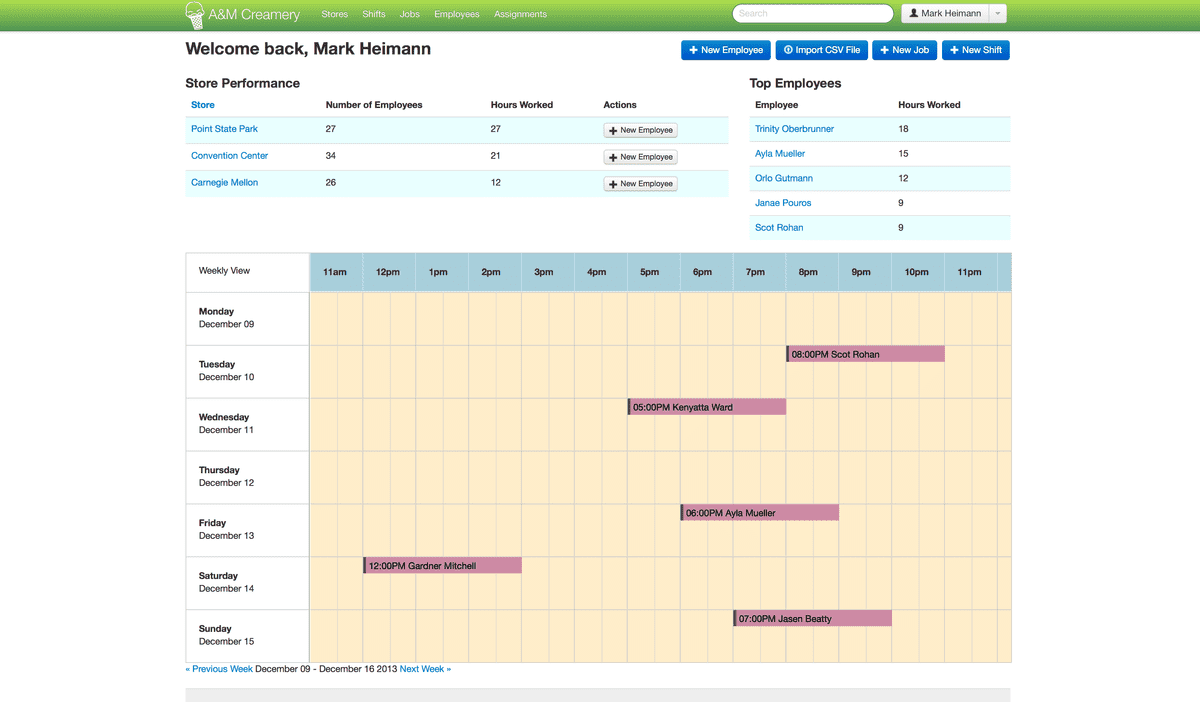 A&M Creamery Stores Shifts Jobs Employees Assignments Search Mark Heimann
Welcome back, Mark Heimann
New Employee Import CSV File New Job New Shift
Store Performance
Store Number of Employees Hours Worked Actions
Point State Park 27 27 New Employee
Convention Center 34 21 New Employee
Carnegie Mellon 26 12 New Employee
Top Employees
Employee Hours Worked
Trinity Oberbrunner 18
Ayla Mueller 15
Orlo Gutmann 12
Janae Pouros 9
Scot Rohan 9
Weekly View 11am 12pm 1pm 2pm 3pm 4pm 5pm 6pm 7pm 8pm 9pm 10pm 11pm
Monday
December 09
Tuesday
December 10
08:00PM Scot Rohan
Wednesday
December 11
05:00PM Kenyatta Ward
Thursday
December 12
Friday
December 13
06:00PM Ayla Mueller
Saturday
December 14
12:00PM Gardner Mitchell
Sunday
December 15
07:00PM Jasen Beatty
« Previous Week December 09 - December 16 2013 Next Week »